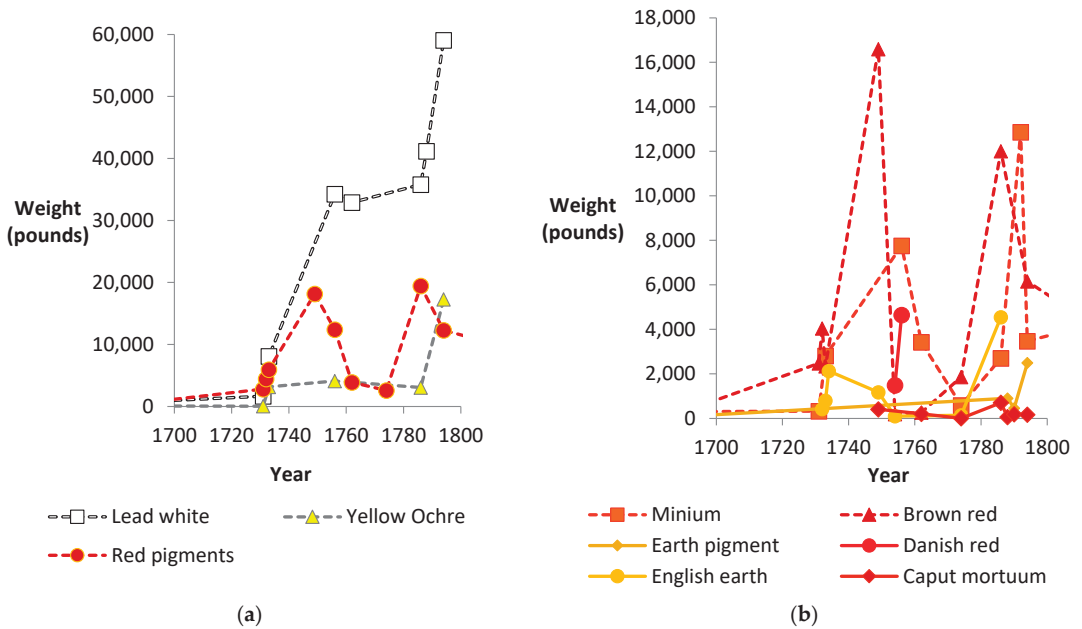 60,000
50,000
40,000
30,000
20,000
10,000
0
Weight
(pounds)
1700 1720 1740 1760 1780 1800
Year
Lead white
Yellow Ochre
Red pigments
(a)
18,000
16,000
14,000
12,000
10,000
8,000
6,000
4,000
2,000
0
Weight
(pounds)
1700 1720 1740 1760 1780 1800
Year
Minium
Brown red
Earth pigment
Danish red
English earth
Caput mortuum
(b)